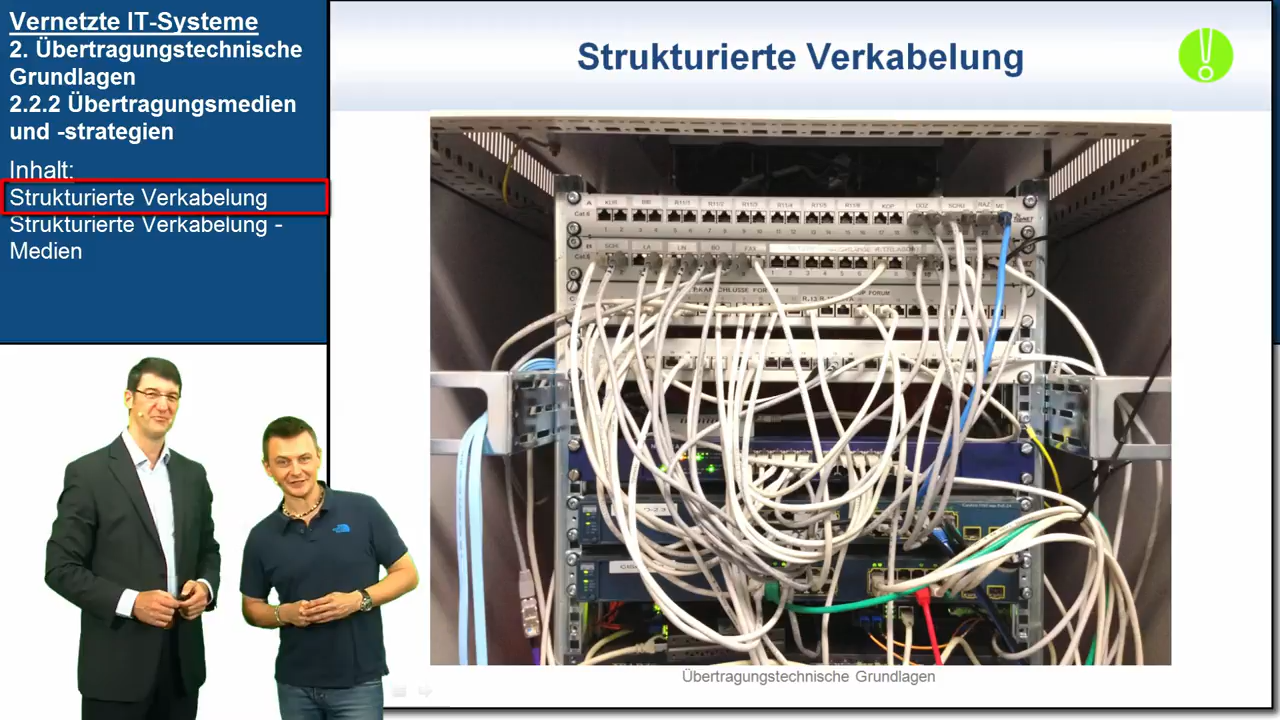 Vernetzte IT-Systeme
2. Übertragungstechnische
Grundlagen
2.2.2 Übertragungsmedien
und -strategien
Inhalt:
Strukturierte Verkabelung
Strukturierte Verkabelung -
Medien
Strukturierte Verkabelung
Übertragungstechnische Grundlagen